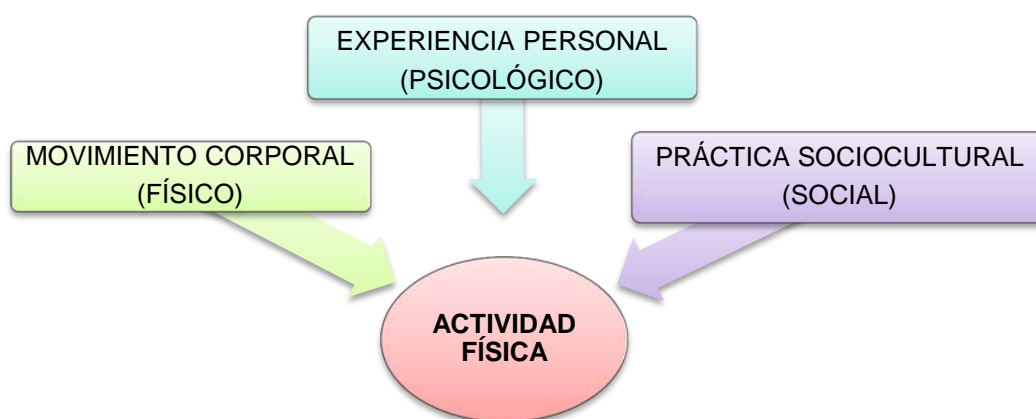 EXPERIENCIA PERSONAL
(PSICOLÓGICO)
MOVIMIENTO CORPORAL
(FÍSICO)
PRÁCTICA SOCIOCULTURAL
(SOCIAL)
ACTIVIDAD
FÍSICA